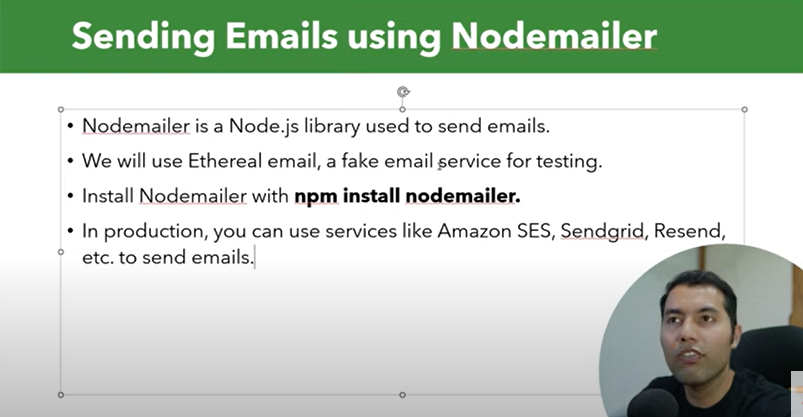 Sending Emails using Nodemailer
• Nodemailer is a Node.js library used to send emails.
• We will use Ethereal email, a fake email service for testing.
• Install Nodemailer with npm install nodemailer.
• In production, you can use services like Amazon SES, Sendgrid, Resend,
etc. to send emails.